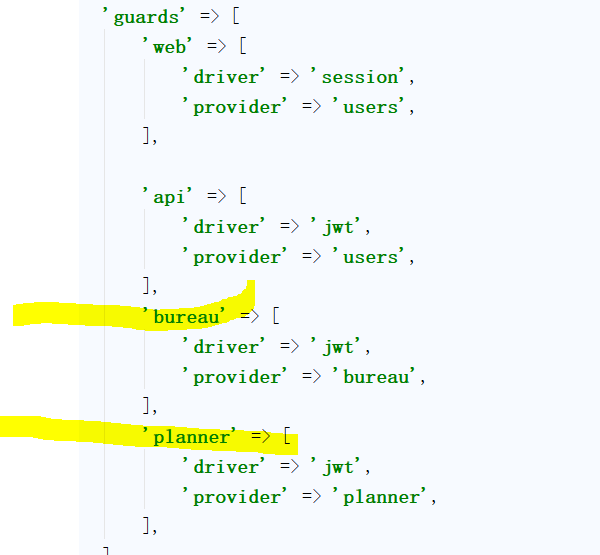 'guards' => [
'web' => [
'driver' => 'session',
'provider' => 'users',
],
'api' => [
'driver' => 'jwt',
'provider' => 'users',
],
'bureau' => [
'driver' => 'jwt',
'provider' => 'bureau',
],
'planner' => [
'driver' => 'jwt',
'provider' => 'planner',
],
]